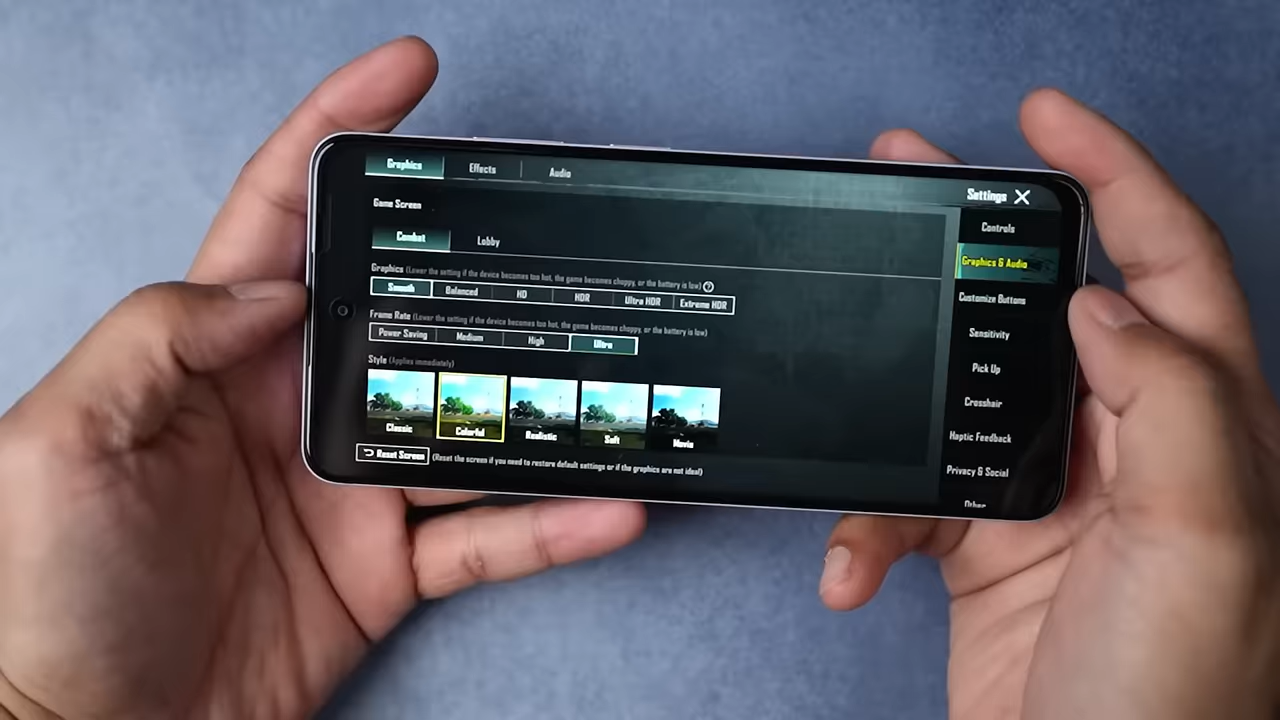 Graphics Effects Audio
Settings X
Game Screen
Combat Lobby
Graphics (Lower the setting if the device becomes too hot, the game becomes choppy, or the battery is low) ?
Smooth Balanced HD HDR Ultra HDR Extreme HDR
Frame Rate (Lower the setting if the device becomes too hot, the game becomes choppy, or the battery is low)
Power Saving Medium High Ultra
Style (Applies immediately)
Classic Colorful Realistic Soft Movie
Reset Screen (Reset the screen if you need to restore default settings or if the graphics are not ideal)
Controls
Graphics & Audio
Customize Buttons
Sensitivity
Pick Up
Crosshair
Haptic Feedback
Privacy & Social
Other